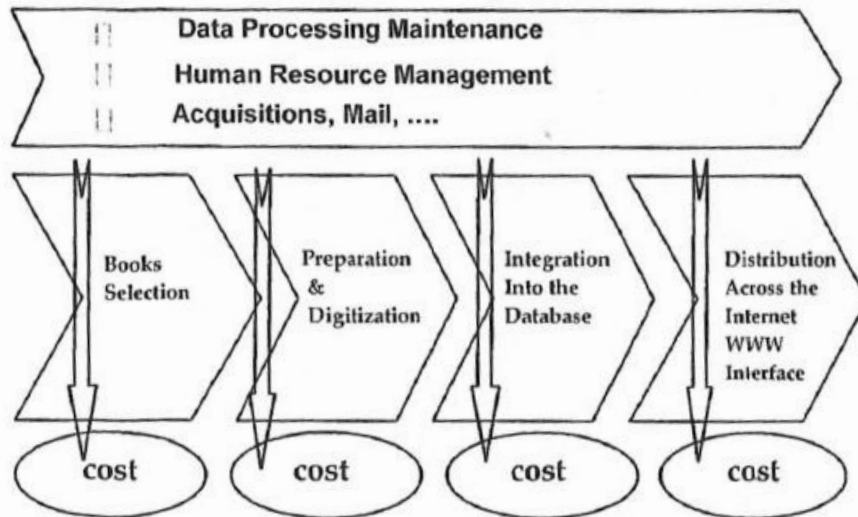 Data Processing Maintenance
Human Resource Management
Acquisitions, Mail, ....
Books
Selection
Preparation
&
Digitization
Integration
Into the
Database
Distribution
Across the
Internet
WWW
Interface
cost
cost
cost
cost